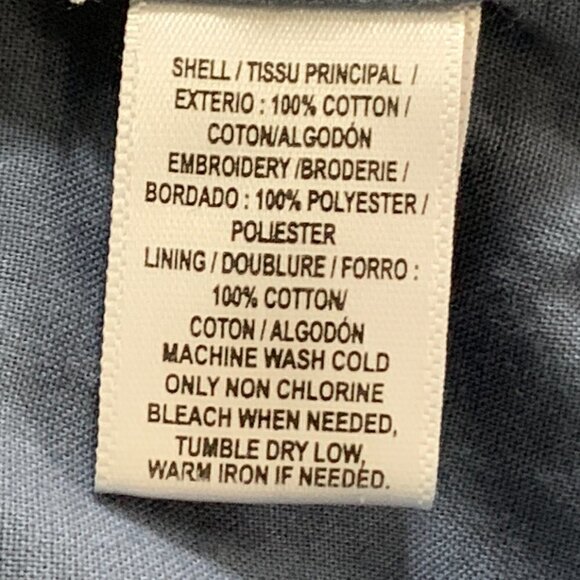 SHELL / TISSU PRINCIPAL /
EXTERIO : 100% COTTON /
COTON/ALGODÓN
EMBROIDERY /BRODERIE /
BORDADO : 100% POLYESTER /
POLIESTER
LINING / DOUBLURE / FORRO :
100% COTTON/
COTON / ALGODÓN
MACHINE WASH COLD
ONLY NON CHLORINE
BLEACH WHEN NEEDED,
TUMBLE DRY LOW,
WARM IRON IF NEEDED.